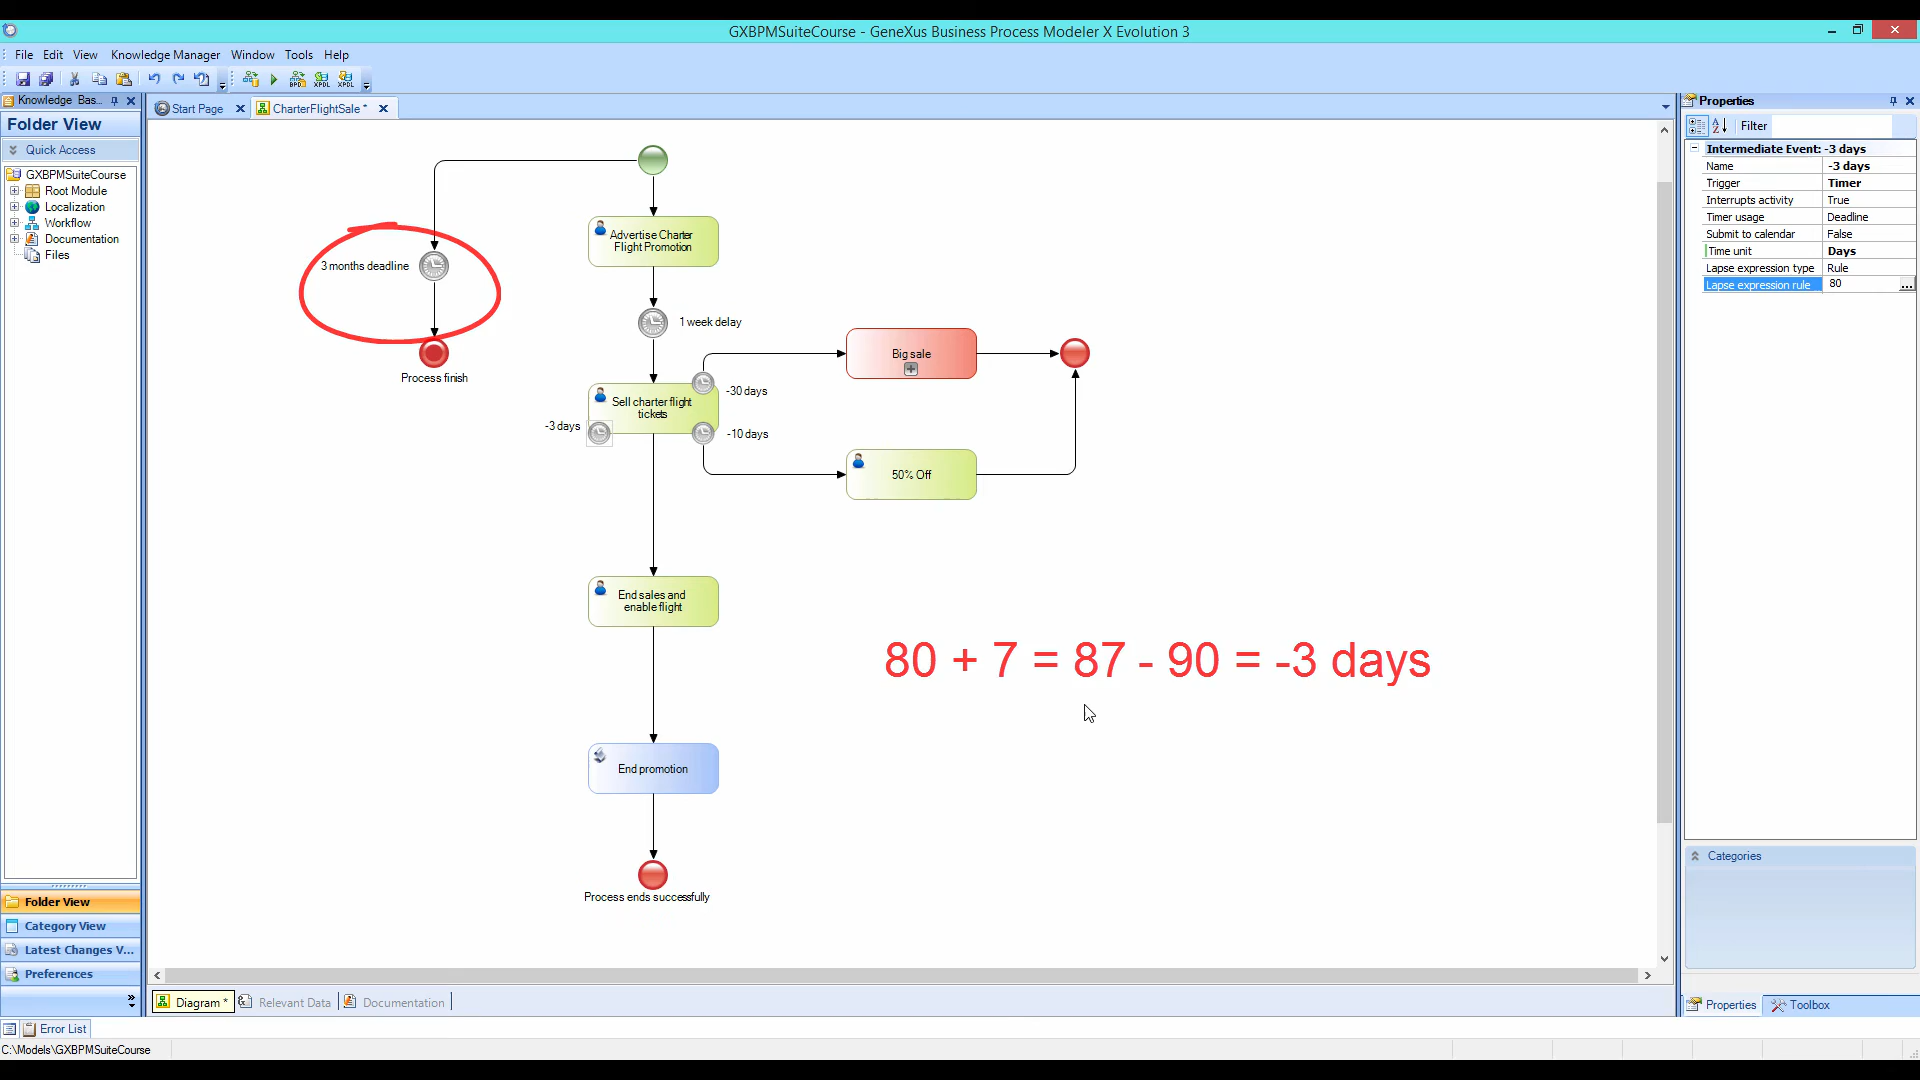 GXBPMSuiteCourse - GeneXus Business Process Modeler X Evolution 3
File Edit View Knowledge Manager Window Tools Help
Knowledge Bas...
Folder View
Quick Access
GXBPMSuiteCourse
Root Module
Localization
Workflow
Documentation
Files
Folder View
Category View
Latest Changes V...
Preferences
Start Page
CharterFlightSale *
3 months deadline
Process finish
Advertise Charter
Flight Promotion
1 week delay
Sell charter flight
tickets
-30 days
-3 days
-10 days
Big sale
50% Off
End sales and
enable flight
80 + 7 = 87 - 90 = -3 days
End promotion
Process ends successfully
Diagram * Relevant Data Documentation
Properties
Filter
Intermediate Event: -3 days
Name -3 days
Trigger Timer
Interrupts activity True
Timer usage Deadline
Submit to calendar False
Time unit Days
Lapse expression type Rule
Lapse expression rule 80 ...
Categories
Properties Toolbox
Error List
C:\Models\GXBPMSuiteCourse